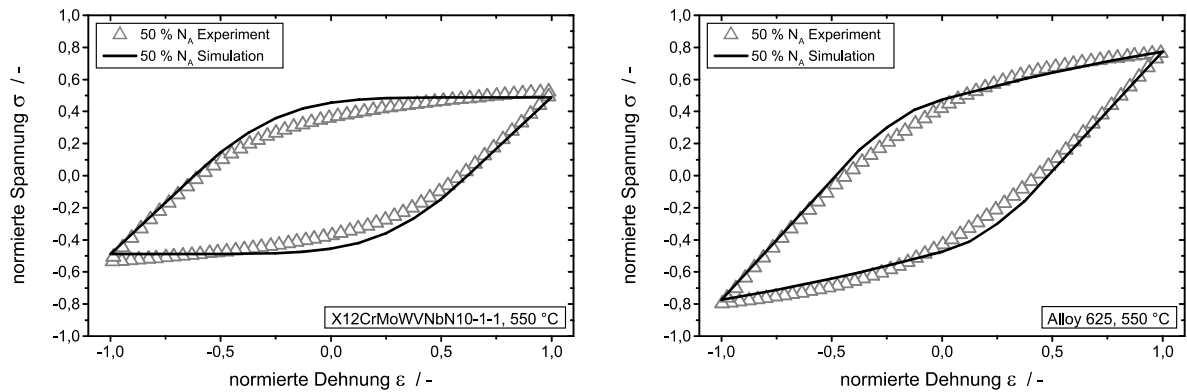 1,0
0,8
0,6
0,4
0,2
0,0
-0,2
-0,4
-0,6
-0,8
-1,0
normierte Spannung σ / -
50 % N_A Experiment
50 % N_A Simulation
X12CrMoWVNbN10-1-1, 550 °C
-1,0 -0,5 0,0 0,5 1,0
normierte Dehnung ε / -
1,0
0,8
0,6
0,4
0,2
0,0
-0,2
-0,4
-0,6
-0,8
-1,0
normierte Spannung σ / -
50 % N_A Experiment
50 % N_A Simulation
Alloy 625, 550 °C
-1,0 -0,5 0,0 0,5 1,0
normierte Dehnung ε / -